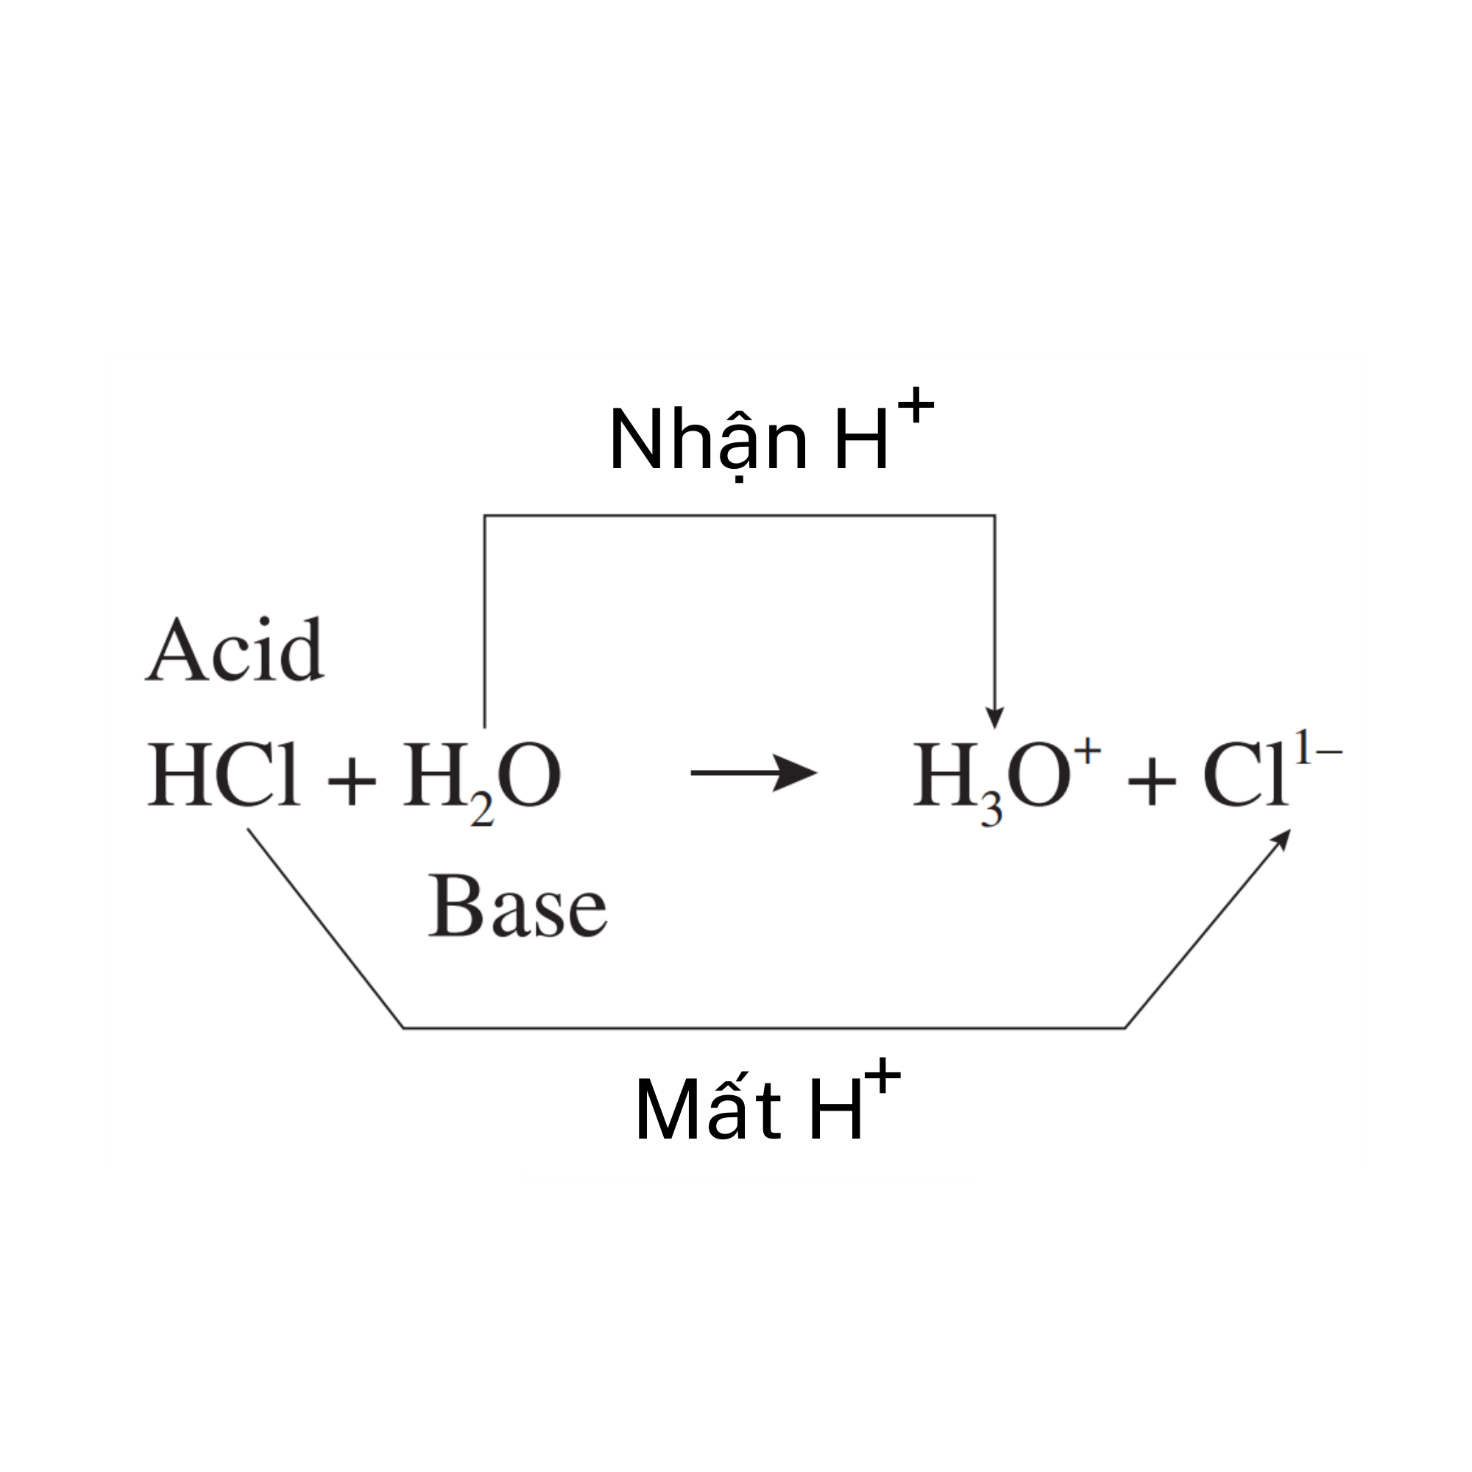 Nhận H⁺
Acid
HCl + H₂O → H₃O⁺ + Cl¹⁻
Base
Mất H⁺